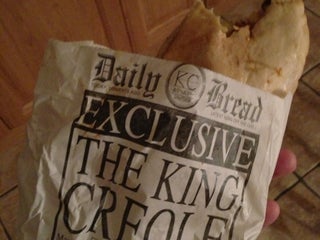 Daily KC Bread
EXCLUSIVE
THE KING
CREOLE